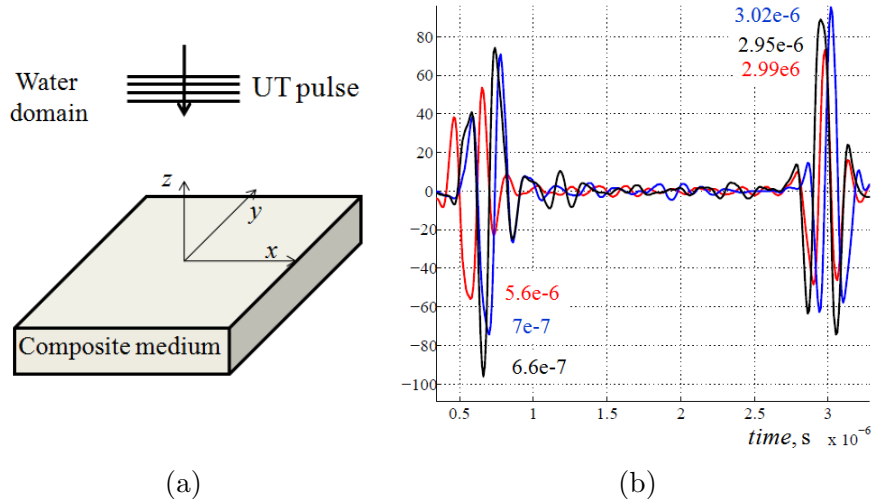 Water
domain
UT pulse
z
y
x
Composite medium
(a)
80
60
40
20
0
−20
−40
−60
−80
−100
3.02e-6
2.95e-6
2.99e6
5.6e-6
7e-7
6.6e-7
0.5
1
1.5
2
2.5
3
time, s x 10⁻⁶
(b)